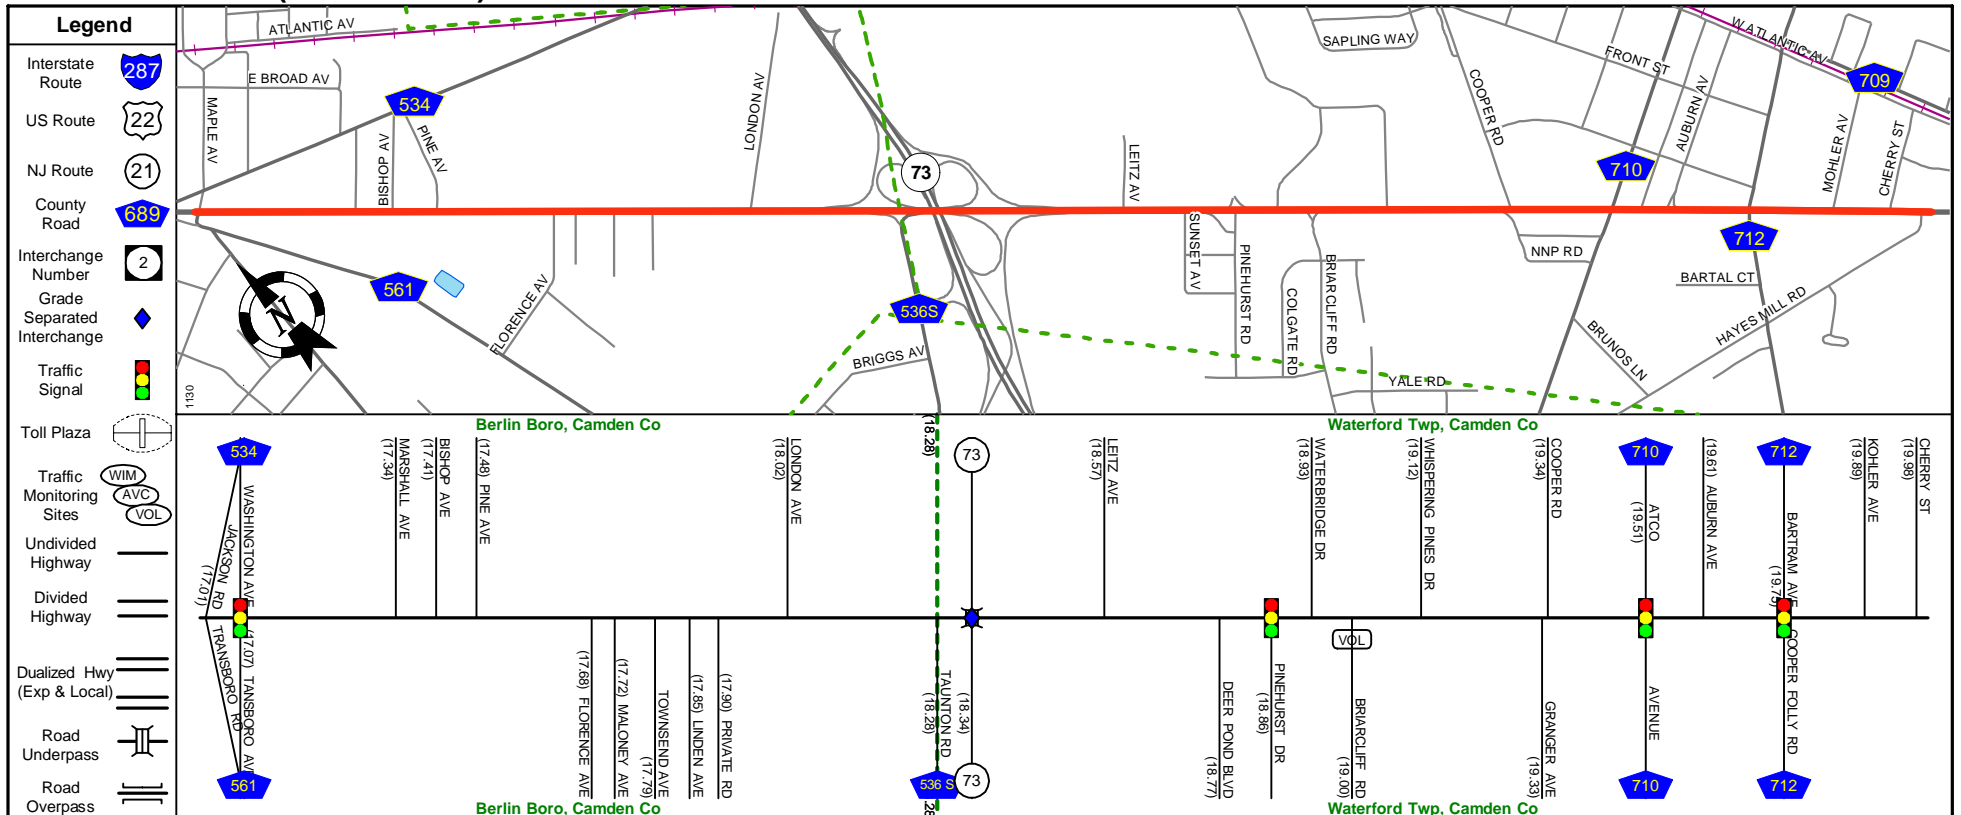 Legend
Interstate
Route
287
US Route
22
NJ Route
21
County
Road
689
Interchange
Number
2
Grade
Separated
Interchange
Traffic
Signal
Toll Plaza
Traffic
Monitoring
Sites
WIM
AVC
VOL
Undivided
Highway
Divided
Highway
Dualized Hwy
(Exp & Local)
Road
Underpass
Road
Overpass
ATLANTIC AV
E BROAD AV
MAPLE AV
534
BISHOP AV
PINE AV
LONDON AV
73
LEITZ AV
SAPLING WAY
COOPER RD
FRONT ST
W ATLANTIC AV
709
AUBURN AV
710
MOHLER AV
CHERRY ST
561
FLORENCE AV
N
1130
536S
BRIGGS AV
SUNSET AV
PINEHURST RD
COLGATE RD
BRIARCLIFF RD
YALE RD
NNP RD
712
BARTAL CT
HAYES MILL RD
BRUNOS LN
Berlin Boro, Camden Co
(18.28)
Waterford Twp, Camden Co
534
WASHINGTON AVE
JACKSON RD
(17.01)
MARSHALL AVE
(17.34)
BISHOP AVE
(17.41)
(17.48) PINE AVE
LONDON AVE
(18.02)
73
LEITZ AVE
(18.57)
WATERBRIDGE DR
(18.93)
WHISPERING PINES DR
(19.12)
COOPER RD
(19.34)
710
ATCO
(19.51)
(19.61) AUBURN AVE
712
BARTRAM AVE
(19.75)
KOHLER AVE
(19.89)
CHERRY ST
(19.98)
TRANSBORO RD
(17.07) TANSBORO AVE
561
(17.68) FLORENCE AVE
(17.72) MALONEY AVE
TOWNSEND AVE
(17.79)
(17.85) LINDEN AVE
(17.90) PRIVATE RD
TAUNTON RD
(18.28)
536 S
(18.34)
73
DEER POND BLVD
(18.77)
PINEHURST DR
(18.86)
VOL
BRIARCLIFF RD
(19.00)
GRANGER AVE
(19.33)
AVENUE
710
COOPER FOLLY RD
712
Berlin Boro, Camden Co
Waterford Twp, Camden Co